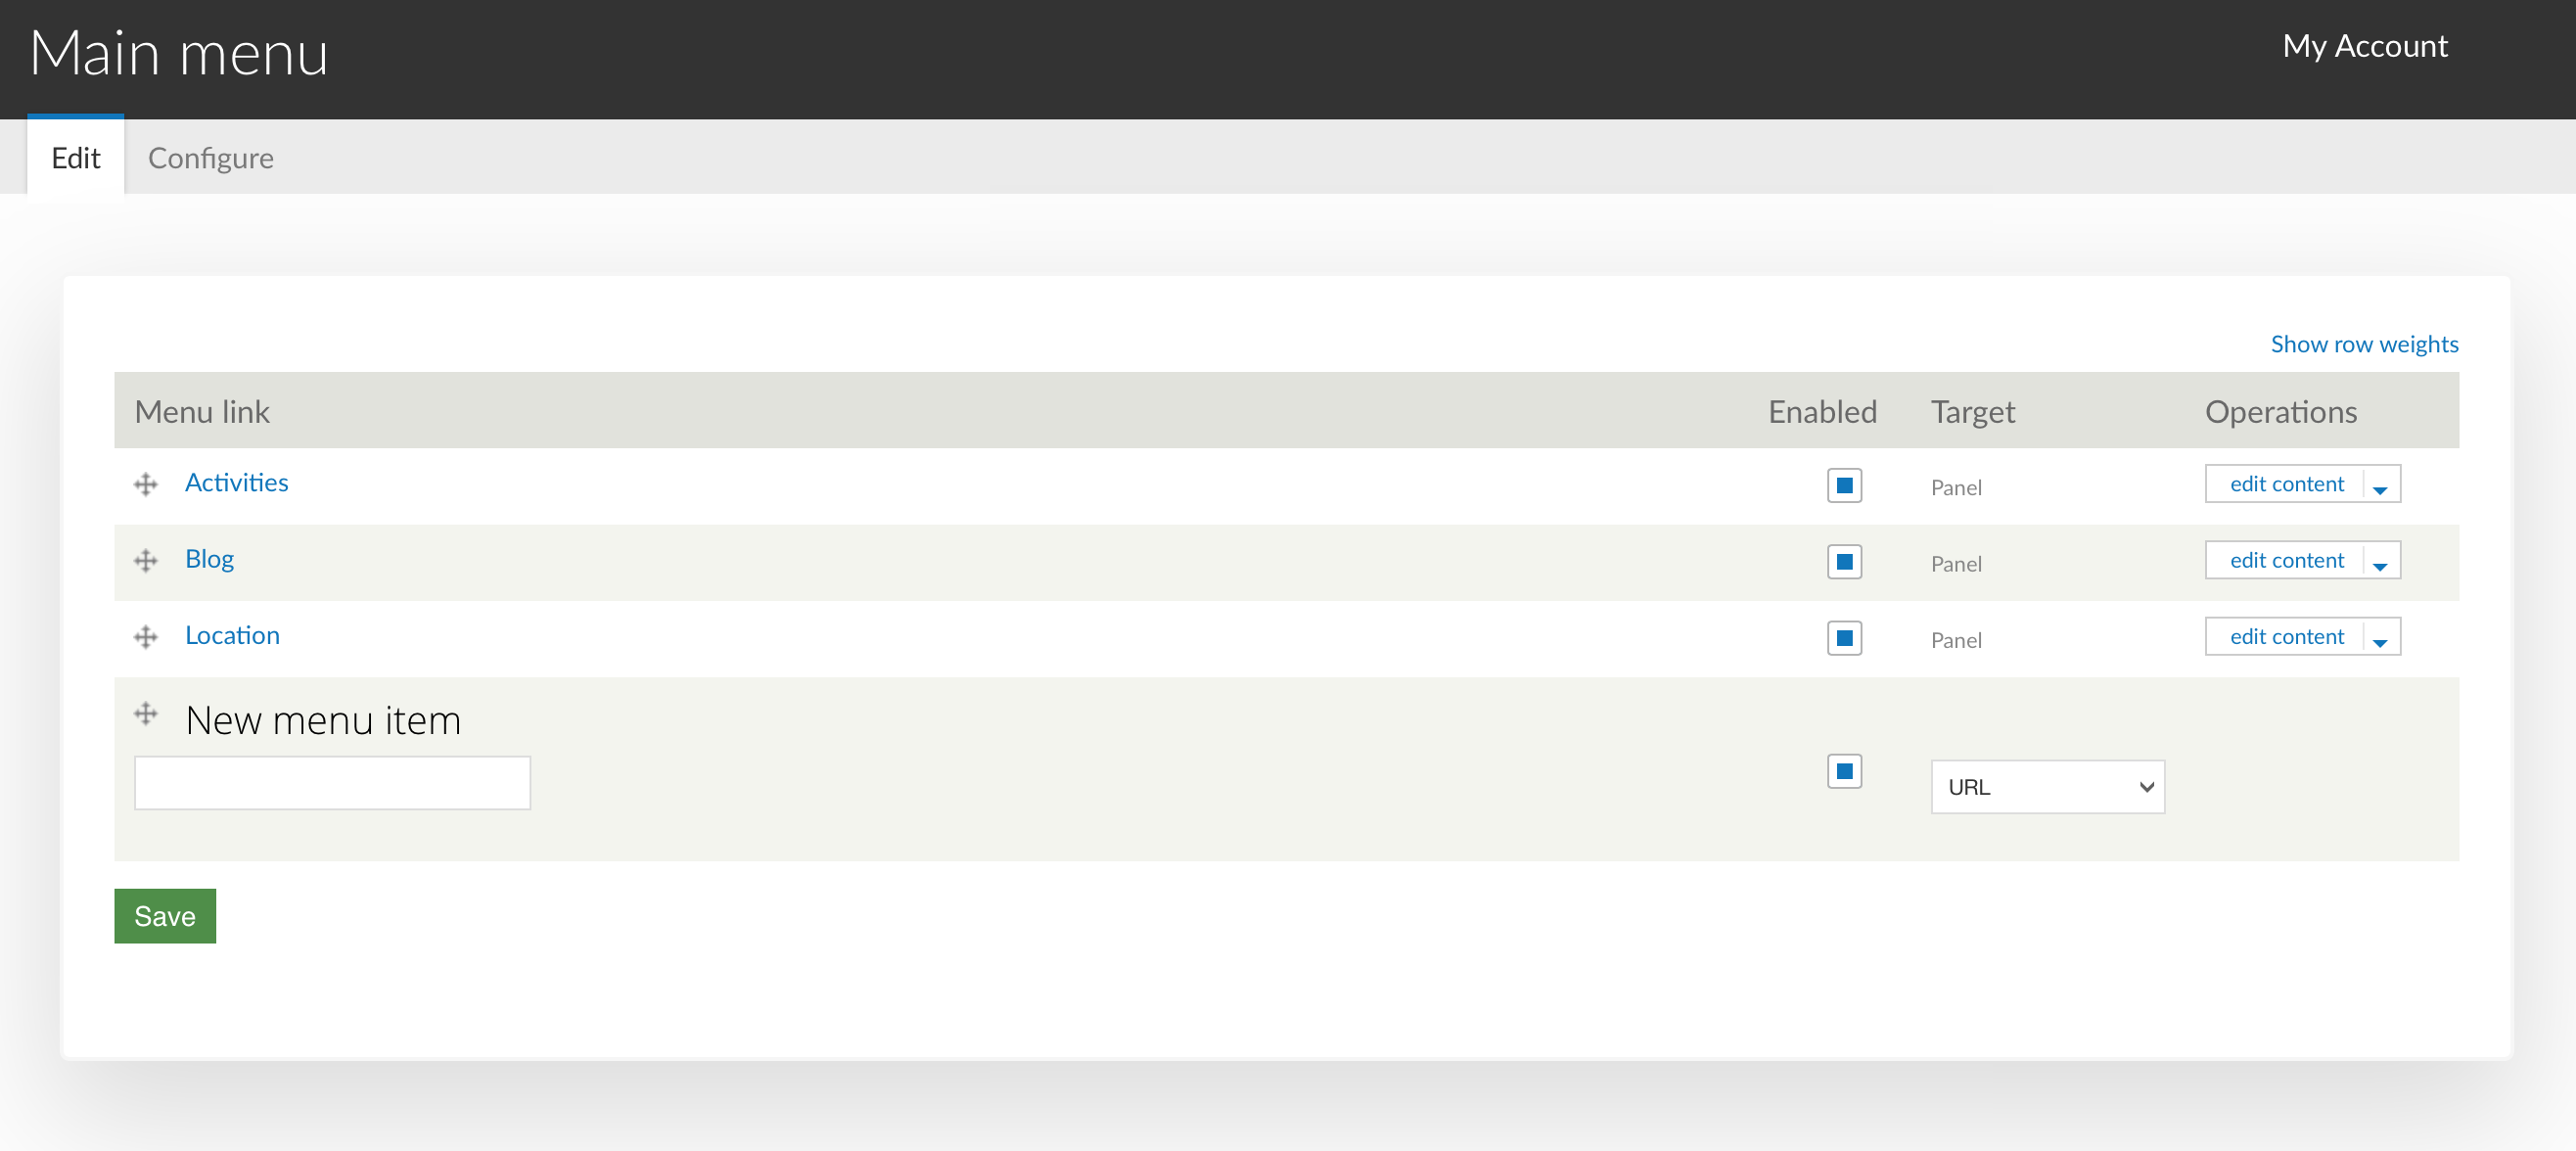 Main menu
My Account
Edit
Configure
Show row weights
Menu link Enabled Target Operations
Activities Panel edit content
Blog Panel edit content
Location Panel edit content
New menu item
URL
Save